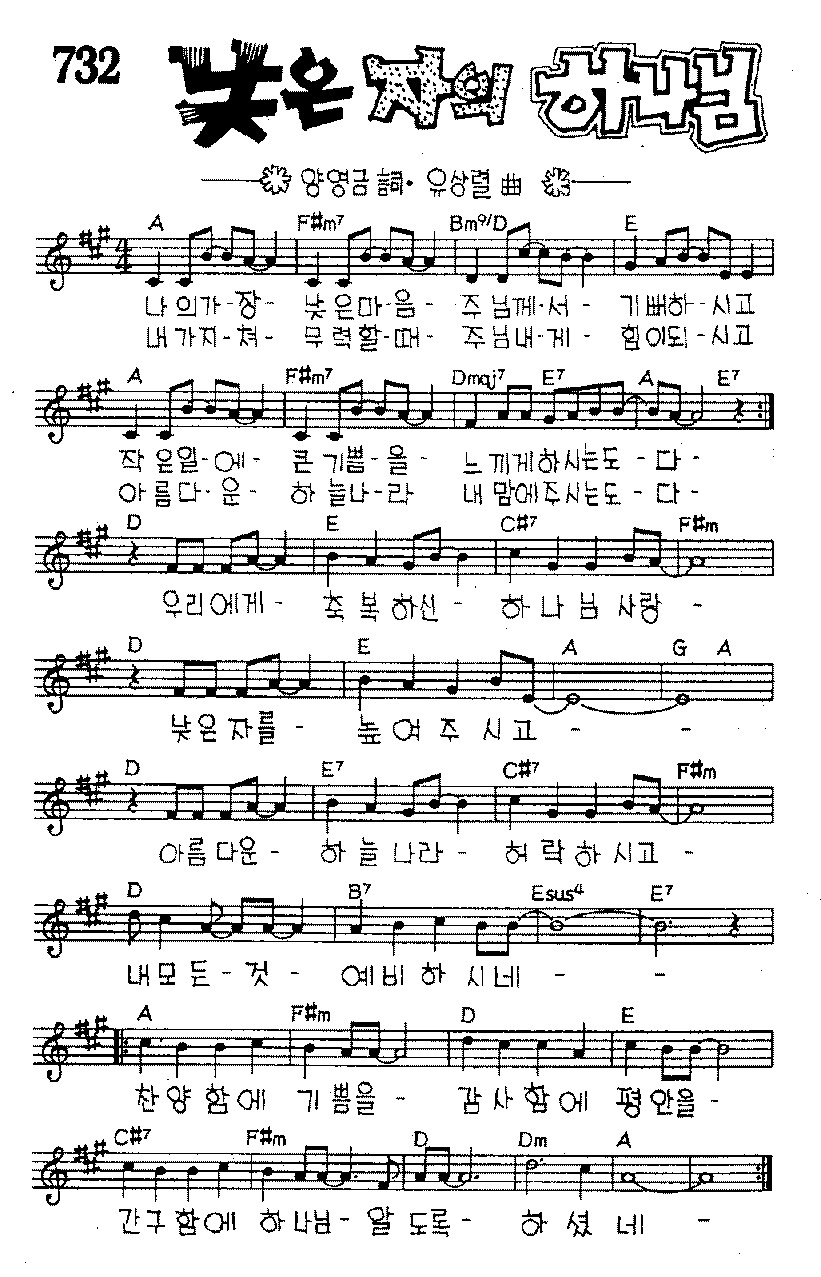 732 낮은 자의 하나님
양영금 詞· 유상렬 曲
A F#m7 Bm9/D E
나의가-장- 낮은마-음- 주님께-서- 기뻐하-시고
내가지-쳐- 무력할-때- 주님내-게- 힘이되-시고
A F#m7 Dmaj7 E7 A E7
작은일-에- 큰기쁨-을- 느끼게하시는도-다-
아름다-운- 하늘나-라 내맘에주시는도-다-
D E C#7 F#m
우리에게- 축복하신- 하나님사랑-
D E A G A
낮은자를- 높여주시고- -
D E7 C#7 F#m
아름다운- 하늘나라- 허락하시고-
D B7 Esus4 E7
내모든-것- 예비하시네- -
A F#m D E
찬양함에 기쁨을- 감사함에 평안을-
C#7 F#m D Dm A
간구함에 하나님-알도록- 하셨네-